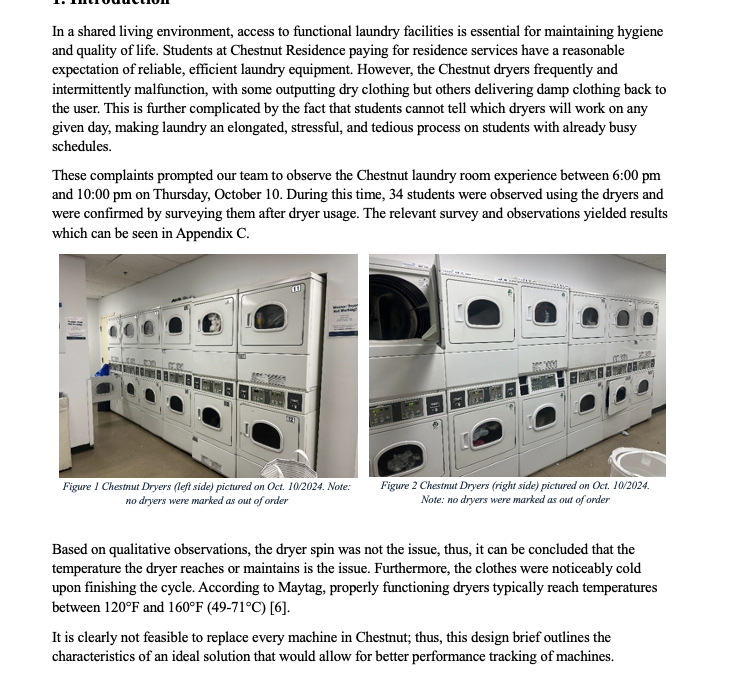 1. Introduction
In a shared living environment, access to functional laundry facilities is essential for maintaining hygiene
and quality of life. Students at Chestnut Residence paying for residence services have a reasonable
expectation of reliable, efficient laundry equipment. However, the Chestnut dryers frequently and
intermittently malfunction, with some outputting dry clothing but others delivering damp clothing back to
the user. This is further complicated by the fact that students cannot tell which dryers will work on any
given day, making laundry an elongated, stressful, and tedious process on students with already busy
schedules.
These complaints prompted our team to observe the Chestnut laundry room experience between 6:00 pm
and 10:00 pm on Thursday, October 10. During this time, 34 students were observed using the dryers and
were confirmed by surveying them after dryer usage. The relevant survey and observations yielded results
which can be seen in Appendix C.
Figure 1 Chestnut Dryers (left side) pictured on Oct. 10/2024. Note:
no dryers were marked as out of order
Figure 2 Chestnut Dryers (right side) pictured on Oct. 10/2024.
Note: no dryers were marked as out of order
Based on qualitative observations, the dryer spin was not the issue, thus, it can be concluded that the
temperature the dryer reaches or maintains is the issue. Furthermore, the clothes were noticeably cold
upon finishing the cycle. According to Maytag, properly functioning dryers typically reach temperatures
between 120°F and 160°F (49-71°C) [6].
It is clearly not feasible to replace every machine in Chestnut; thus, this design brief outlines the
characteristics of an ideal solution that would allow for better performance tracking of machines.